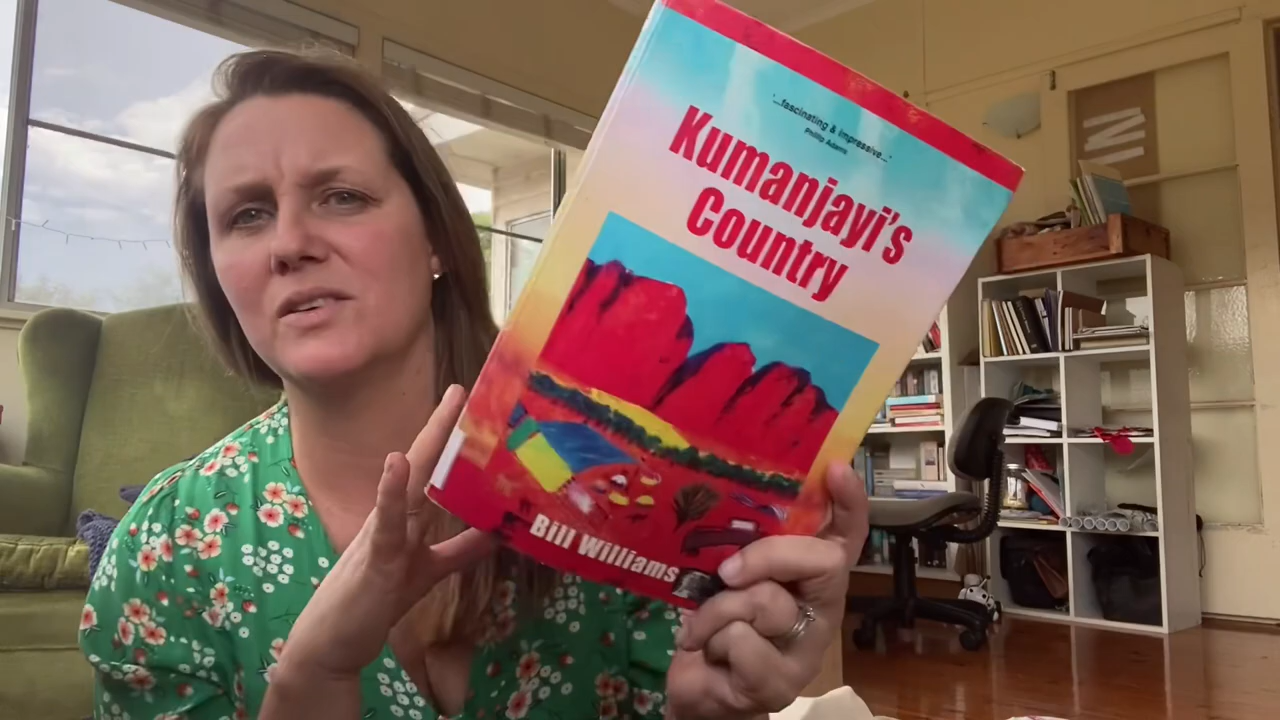 '...fascinating & impressive...'
Phillip Adams
Kumanjayi's
Country
Bill Williams